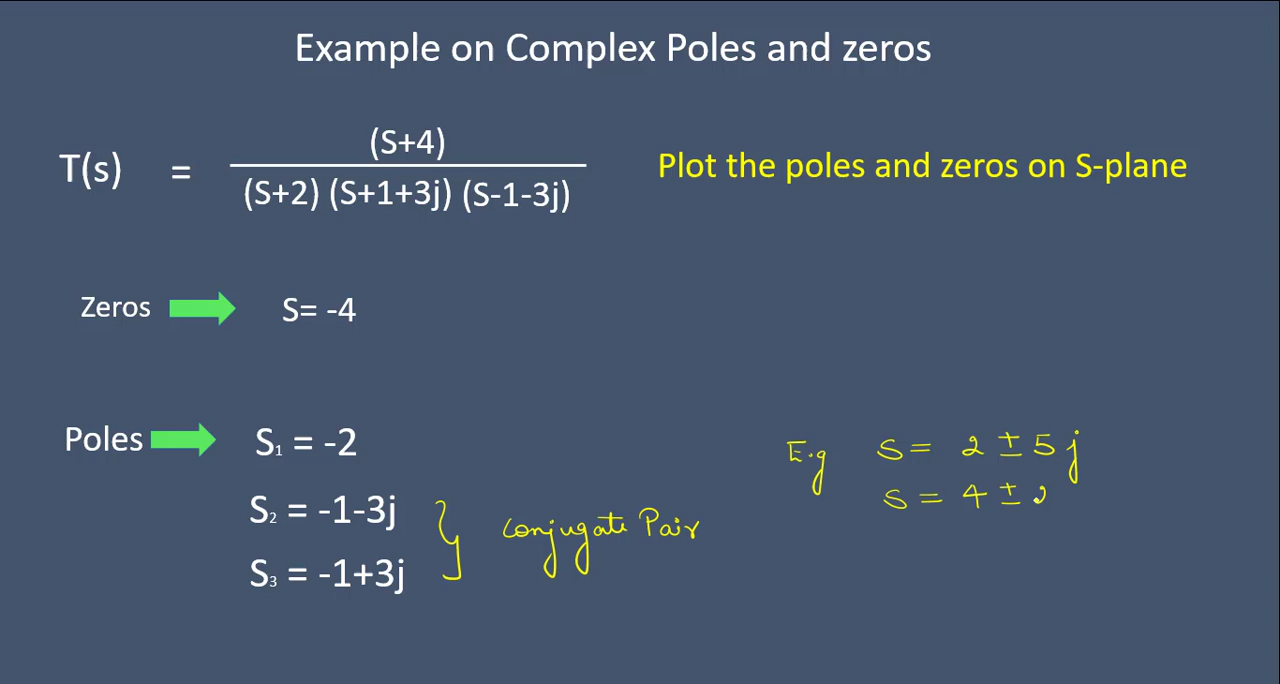 Example on Complex Poles and zeros
T(s) = (S+4)
(S+2) (S+1+3j) (S-1-3j)
Plot the poles and zeros on S-plane
Zeros S= -4
Poles S₁ = -2
S₂ = -1-3j
S₃ = -1+3j
Conjugate Pair
E.g S = 2 ± 5j
S = 4 ±